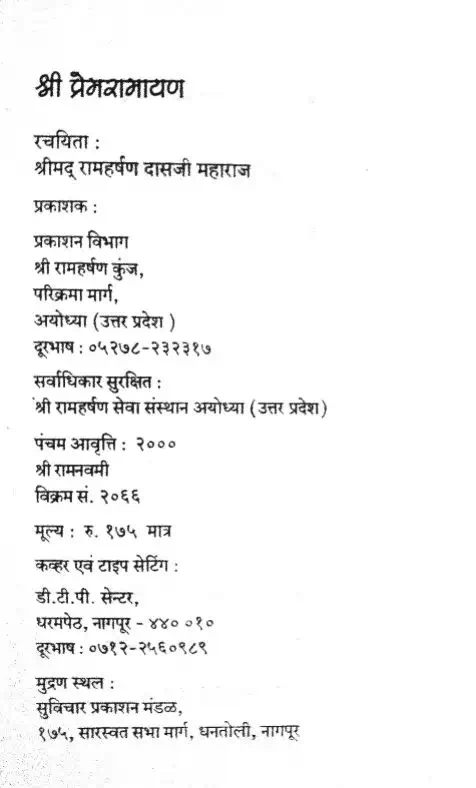 श्री प्रेमरामायण
रचयिता :
श्रीमद् रामहर्षण दासजी महाराज
प्रकाशक :
प्रकाशन विभाग
श्री रामहर्षण कुंज,
परिक्रमा मार्ग,
अयोध्या (उत्तर प्रदेश )
दूरभाष : ०५२७८-२३२३१७
सर्वाधिकार सुरक्षित :
श्री रामहर्षण सेवा संस्थान अयोध्या (उत्तर प्रदेश)
पंचम आवृत्ति : २०००
श्री रामनवमी
विक्रम सं. २०६६
मूल्य : रु. १७५ मात्र
कव्हर एवं टाइप सेटिंग :
डी.टी.पी. सेन्टर,
धरमपेठ, नागपूर - ४४० ०१०
दूरभाष : ०७१२-२५६०९८९
मुद्रण स्थल :
सुविचार प्रकाशन मंडळ,
१७५, सारस्वत सभा मार्ग, धनतोली, नागपूर